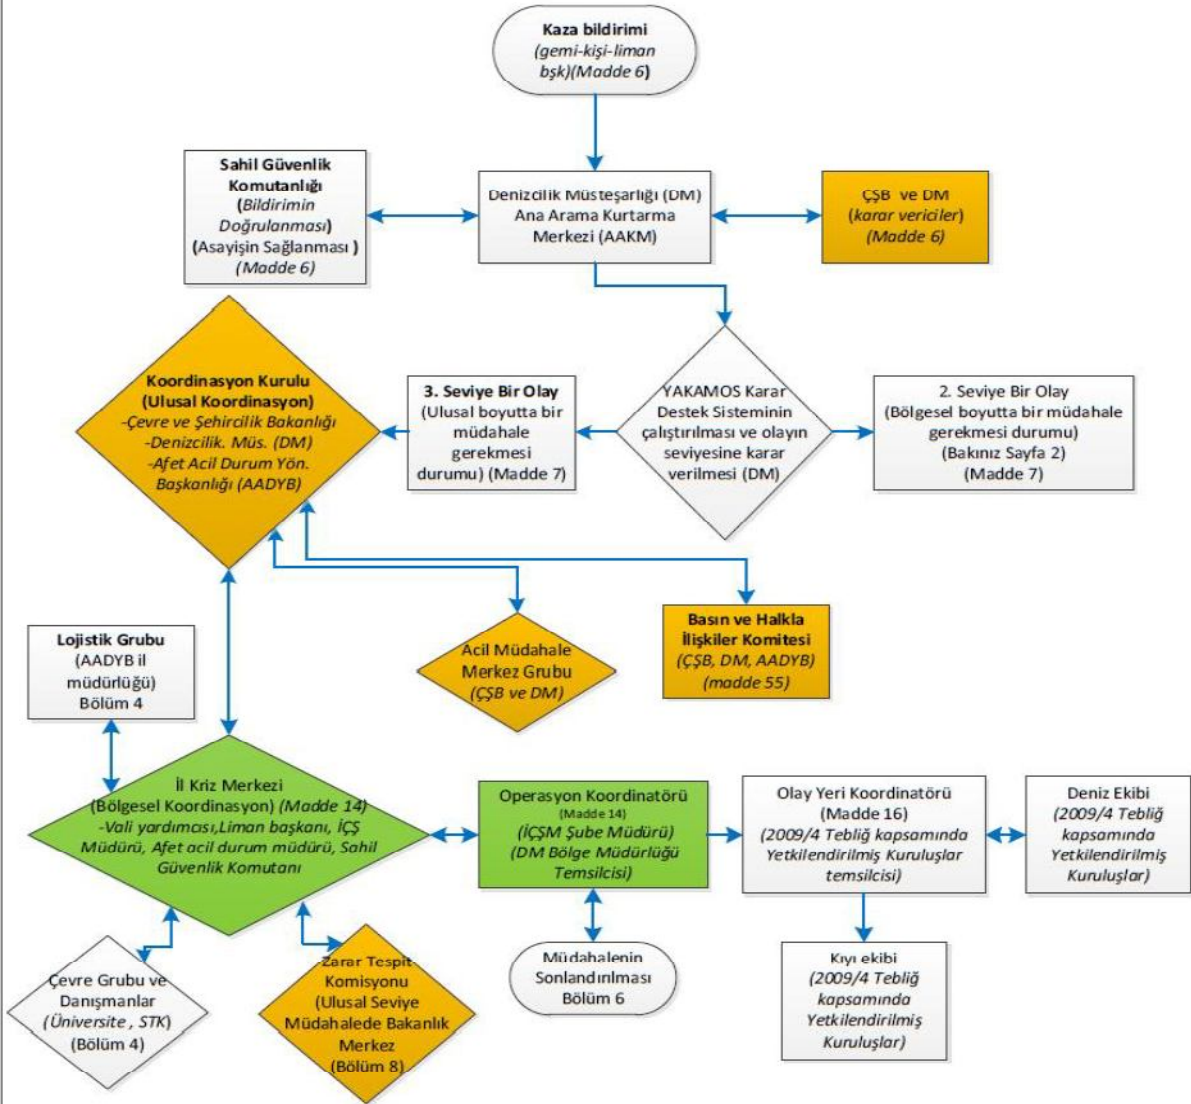 Kaza bildirimi
(gemi-kişi-liman
bşk)(Madde 6)
Sahil Güvenlik
Komutanlığı
(Bildirimin
Doğrulanması)
(Asayişin Sağlanması )
(Madde 6)
Denizcilik Müsteşarlığı (DM)
Ana Arama Kurtarma
Merkezi (AAKM)
ÇŞB ve DM
(karar vericiler)
(Madde 6)
Koordinasyon Kurulu
(Ulusal Koordinasyon)
-Çevre ve Şehircilik Bakanlığı
-Denizcilik. Müs. (DM)
-Afet Acil Durum Yön.
Başkanlığı (AADYB)
3. Seviye Bir Olay
(Ulusal boyutta bir
müdahale
gerekmesi
durumu) (Madde 7)
YAKAMOS Karar
Destek Sisteminin
çalıştırılması ve olayın
seviyesine karar
verilmesi (DM)
2. Seviye Bir Olay
(Bölgesel boyutta bir müdahale
gerekmesi durumu)
(Bakınız Sayfa 2)
(Madde 7)
Lojistik Grubu
(AADYB il
müdürlüğü)
Bölüm 4
Acil Müdahale
Merkez Grubu
(ÇŞB ve DM)
Basın ve Halkla
İlişkiler Komitesi
(ÇŞB, DM, AADYB)
(madde 55)
İl Kriz Merkezi
(Bölgesel Koordinasyon) (Madde 14)
-Vali yardımcısı,Liman başkanı, İÇŞ
Müdürü, Afet acil durum müdürü, Sahil
Güvenlik Komutanı
Operasyon Koordinatörü
(Madde 14)
(İÇŞM Şube Müdürü)
(DM Bölge Müdürlüğü
Temsilcisi)
Olay Yeri Koordinatörü
(Madde 16)
(2009/4 Tebliğ kapsamında
Yetkilendirilmiş Kuruluşlar
temsilcisi)
Deniz Ekibi
(2009/4 Tebliğ
kapsamında
Yetkilendirilmiş
Kuruluşlar)
Çevre Grubu ve
Danışmanlar
(Üniversite , STK)
(Bölüm 4)
Zarar Tespit
Komisyonu
(Ulusal Seviye
Müdahalede Bakanlık
Merkez
(Bölüm 8)
Müdahalenin
Sonlandırılması
Bölüm 6
Kıyı ekibi
(2009/4 Tebliğ
kapsamında
Yetkilendirilmiş
Kuruluşlar)